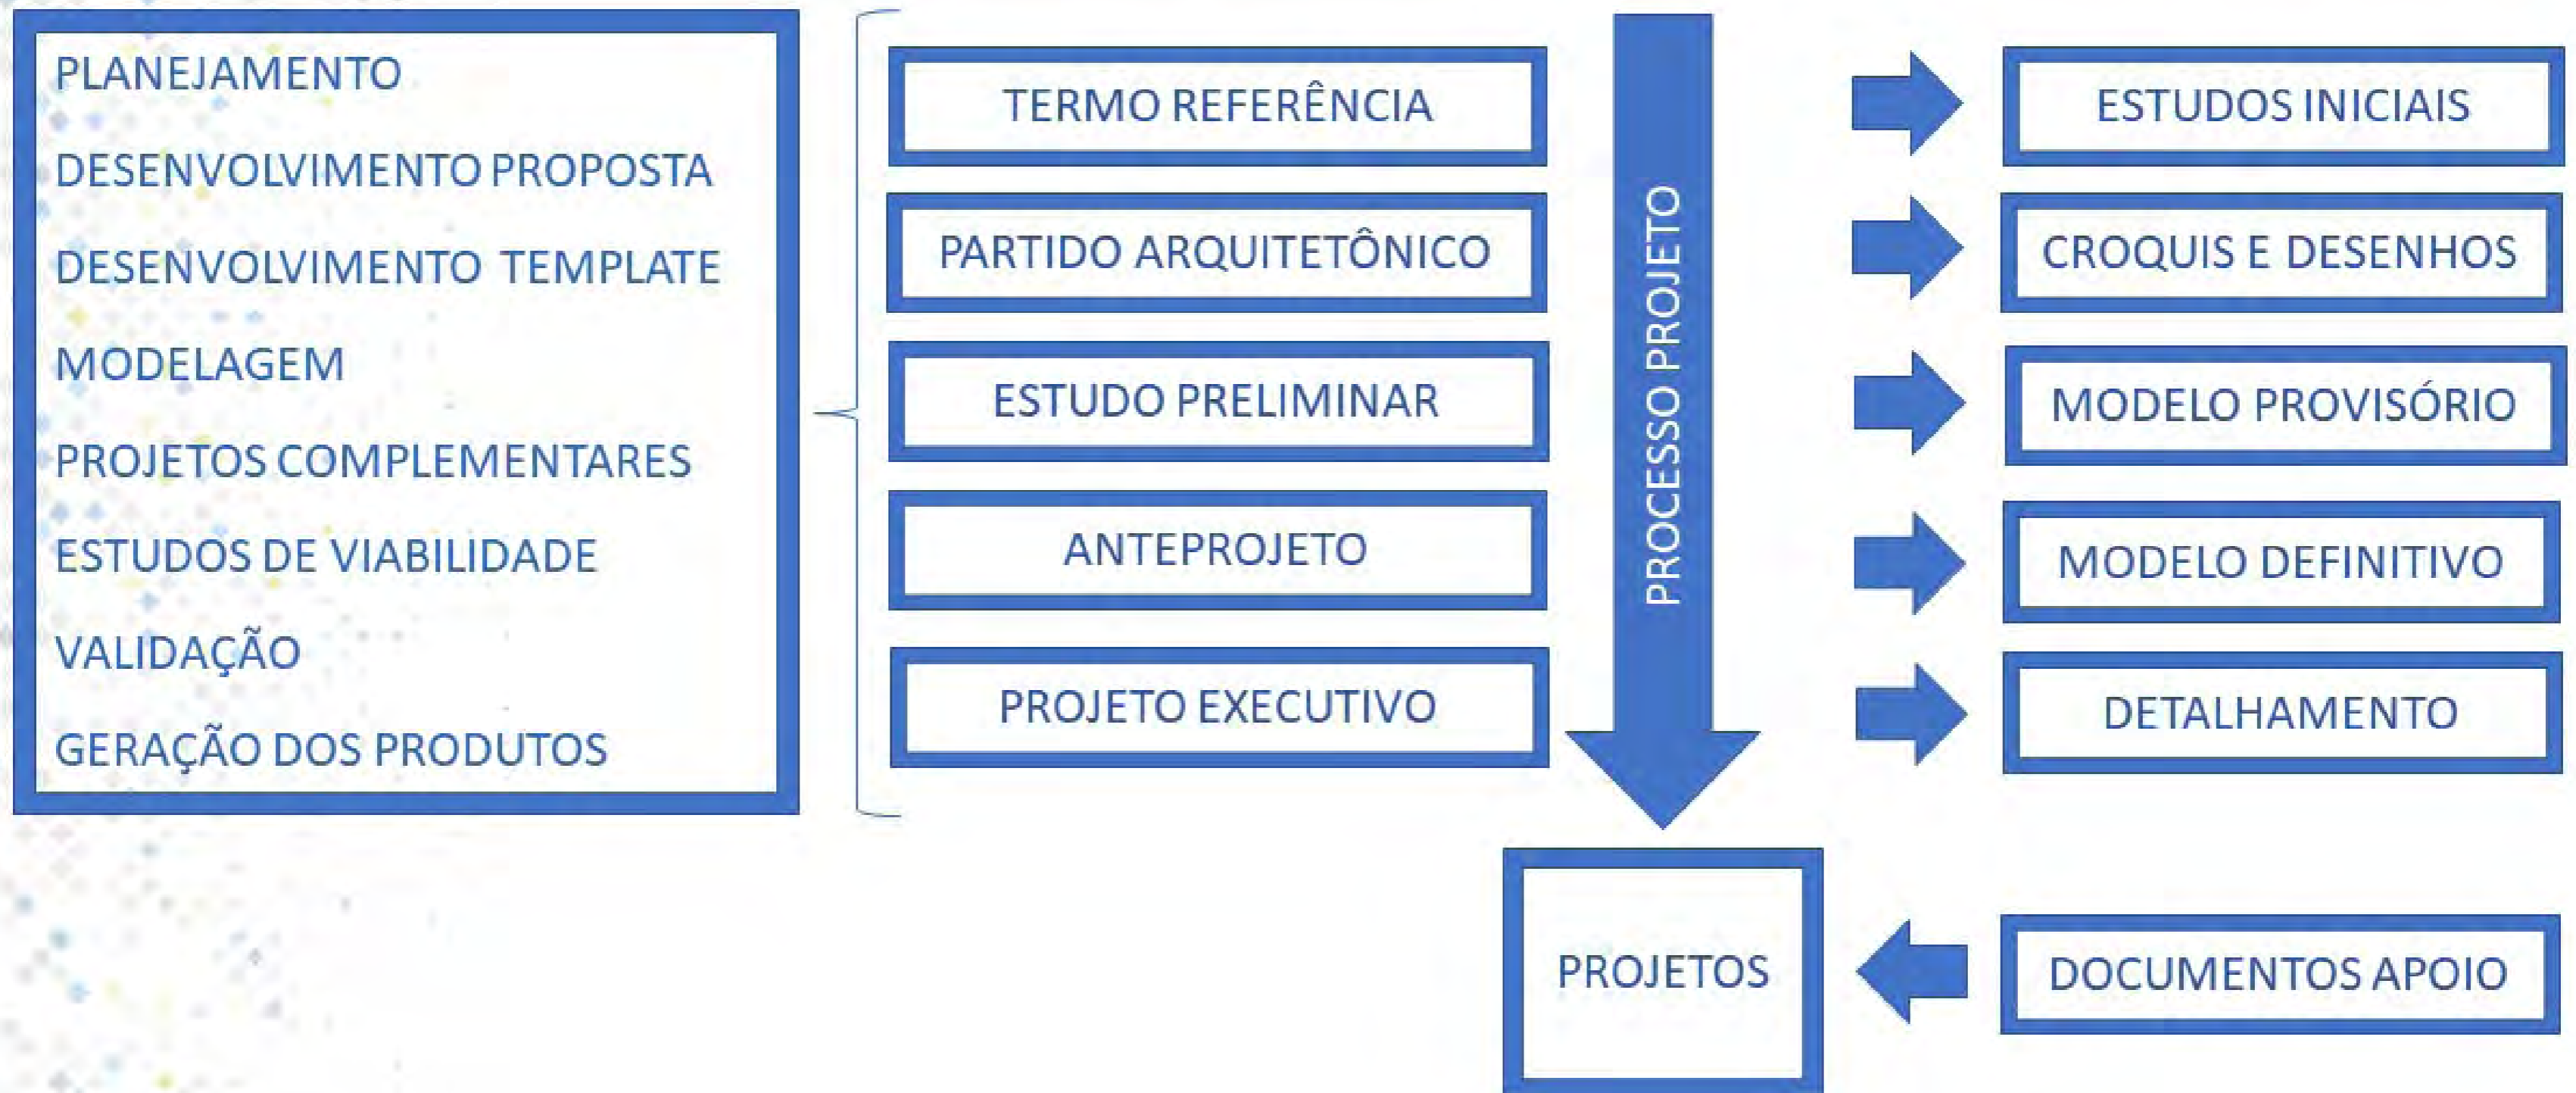 PLANEJAMENTO
DESENVOLVIMENTO PROPOSTA
DESENVOLVIMENTO TEMPLATE
MODELAGEM
PROJETOS COMPLEMENTARES
ESTUDOS DE VIABILIDADE
VALIDAÇÃO
GERAÇÃO DOS PRODUTOS
TERMO REFERÊNCIA
PARTIDO ARQUITETÔNICO
ESTUDO PRELIMINAR
ANTEPROJETO
PROJETO EXECUTIVO
PROCESSO PROJETO
ESTUDOS INICIAIS
CROQUIS E DESENHOS
MODELO PROVISÓRIO
MODELO DEFINITIVO
DETALHAMENTO
PROJETOS
DOCUMENTOS APOIO